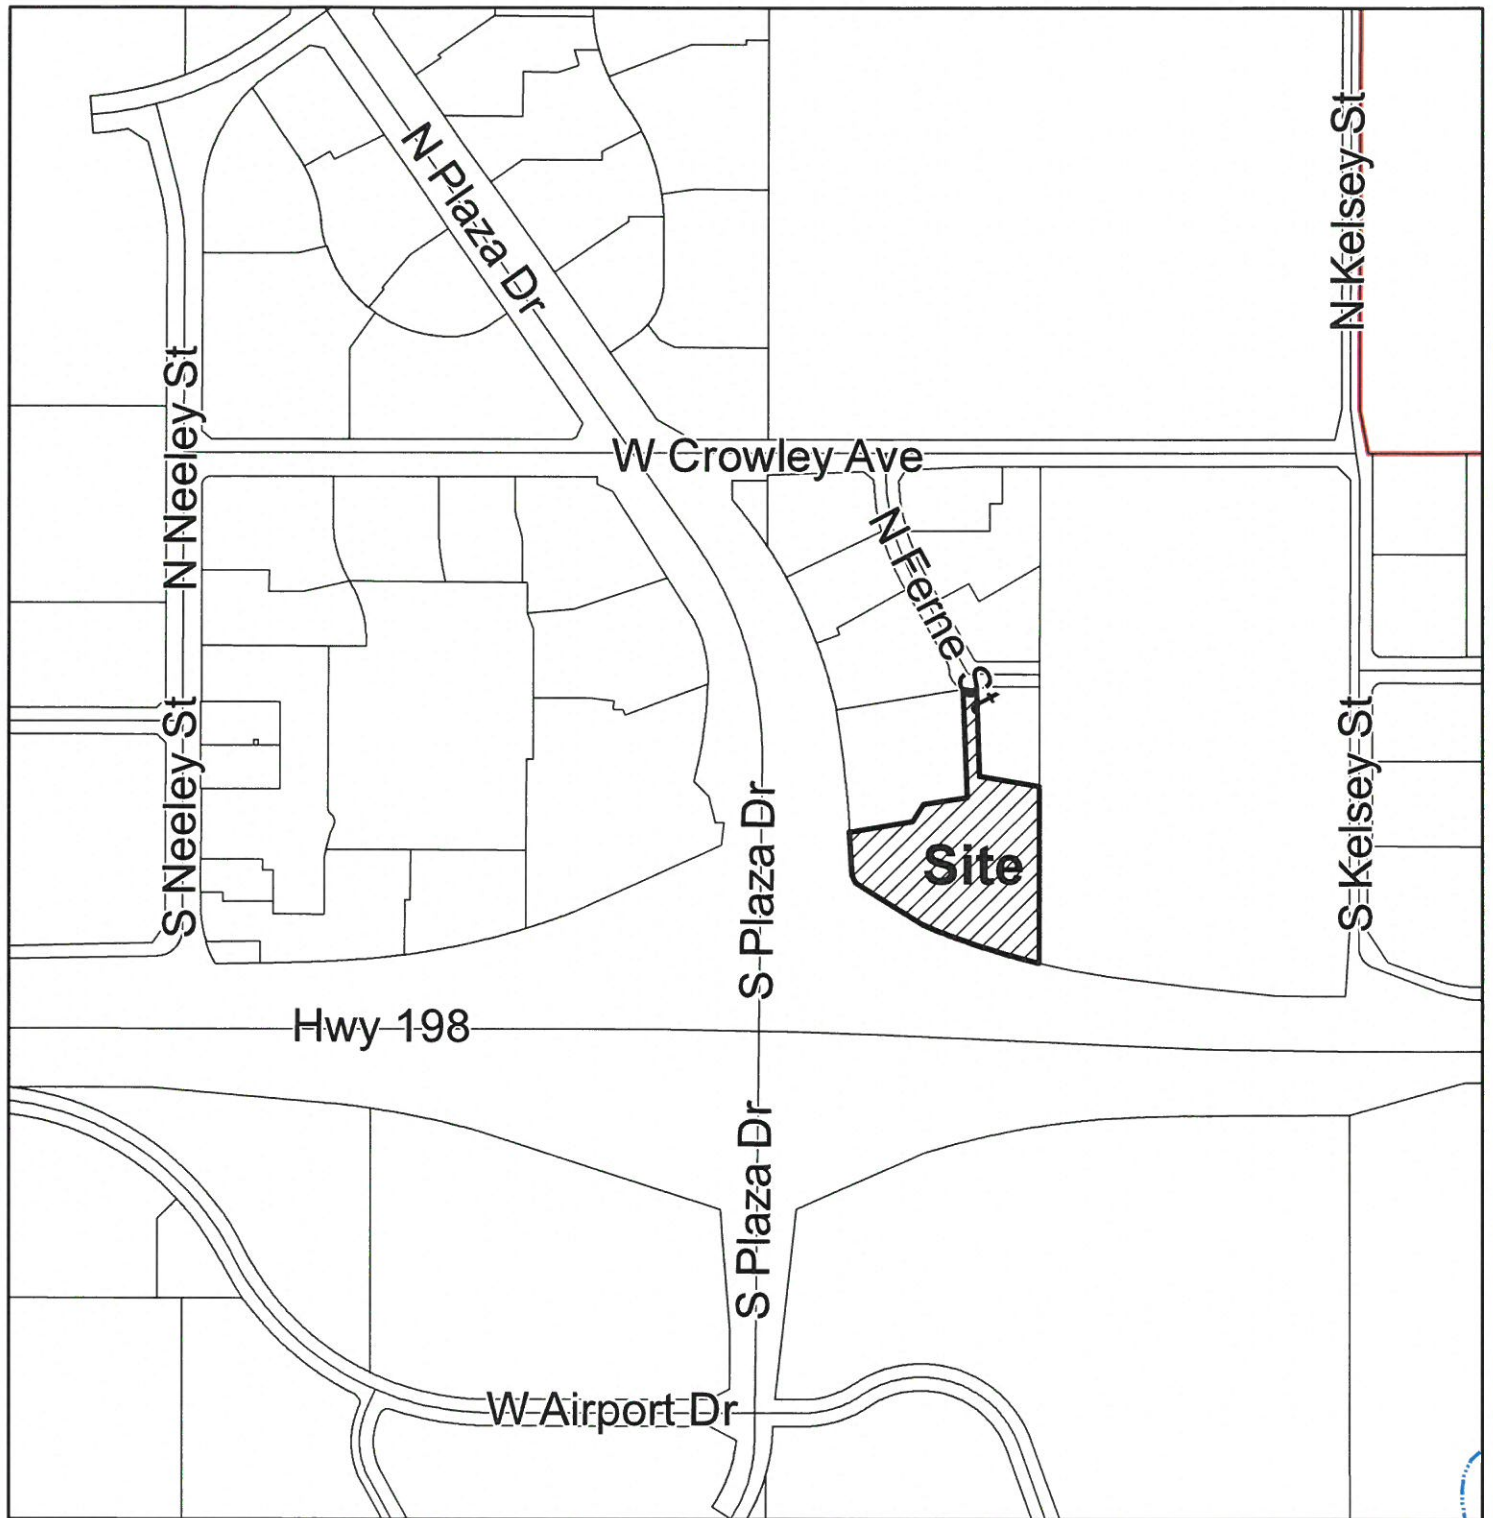 N Kelsey St
N Plaza Dr
N Neeley St
W Crowley Ave
N Ferne St
S Neeley St
S Plaza Dr
Site
S Kelsey St
Hwy 198
S Plaza Dr
W Airport Dr